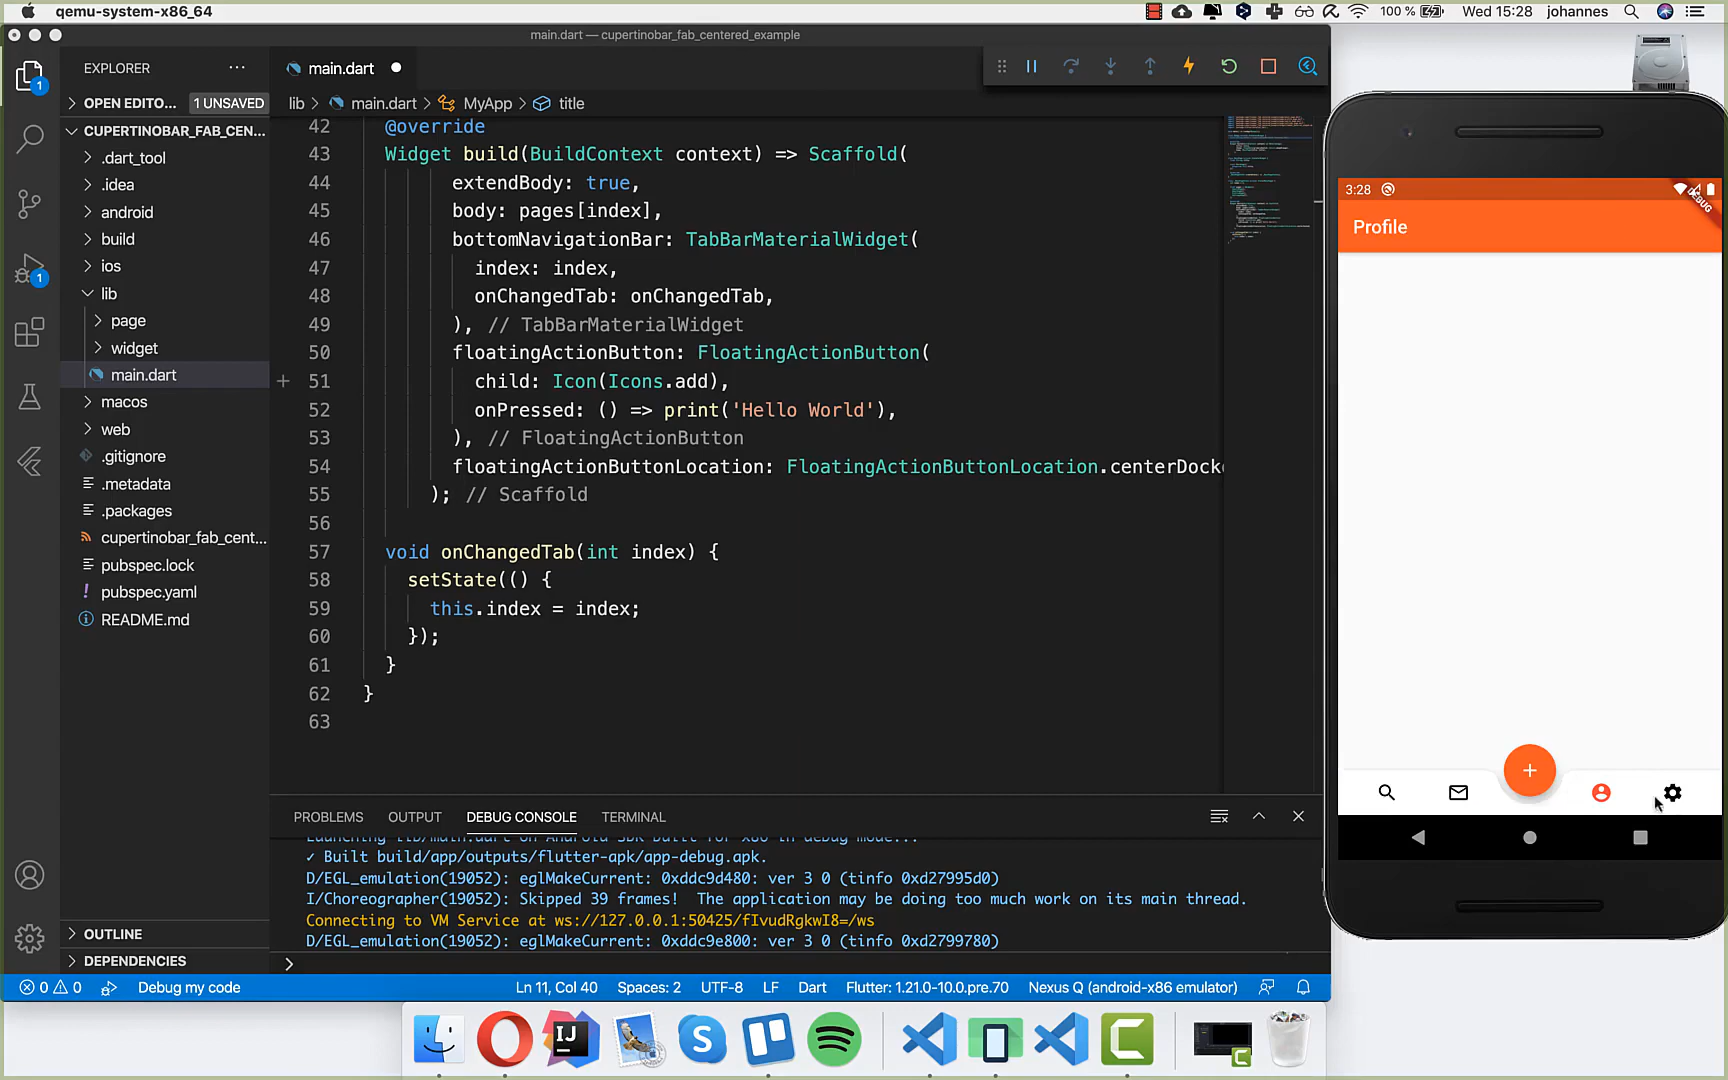 qemu-system-x86_64
100 %
Wed 15:28
johannes
main.dart — cupertinobar_fab_centered_example
EXPLORER
OPEN EDITO...
1 UNSAVED
CUPERTINOBAR_FAB_CEN...
.dart_tool
.idea
android
build
ios
lib
page
widget
main.dart
macos
web
.gitignore
.metadata
.packages
cupertinobar_fab_cent...
pubspec.lock
pubspec.yaml
README.md
OUTLINE
DEPENDENCIES
1
1
main.dart
lib > main.dart > MyApp > title
42 @override
43 Widget build(BuildContext context) => Scaffold(
44 extendBody: true,
45 body: pages[index],
46 bottomNavigationBar: TabBarMaterialWidget(
47 index: index,
48 onChangedTab: onChangedTab,
49 ), // TabBarMaterialWidget
50 floatingActionButton: FloatingActionButton(
51 child: Icon(Icons.add),
52 onPressed: () => print('Hello World'),
53 ), // FloatingActionButton
54 floatingActionButtonLocation: FloatingActionButtonLocation.centerDocke
55 ); // Scaffold
56
57 void onChangedTab(int index) {
58 setState(() {
59 this.index = index;
60 });
61 }
62 }
63
PROBLEMS
OUTPUT
DEBUG CONSOLE
TERMINAL
Launching lib/main.dart on Android SDK built for x86 in debug mode...
✓ Built build/app/outputs/flutter-apk/app-debug.apk.
D/EGL_emulation(19052): eglMakeCurrent: 0xddc9d480: ver 3 0 (tinfo 0xd27995d0)
I/Choreographer(19052): Skipped 39 frames!  The application may be doing too much work on its main thread.
Connecting to VM Service at ws://127.0.0.1:50425/fIvudRgkwI8=/ws
D/EGL_emulation(19052): eglMakeCurrent: 0xddc9e800: ver 3 0 (tinfo 0xd2799780)
0
0
Debug my code
Ln 11, Col 40
Spaces: 2
UTF-8
LF
Dart
Flutter: 1.21.0-10.0.pre.70
Nexus Q (android-x86 emulator)
3:28
DEBUG
Profile
IJ